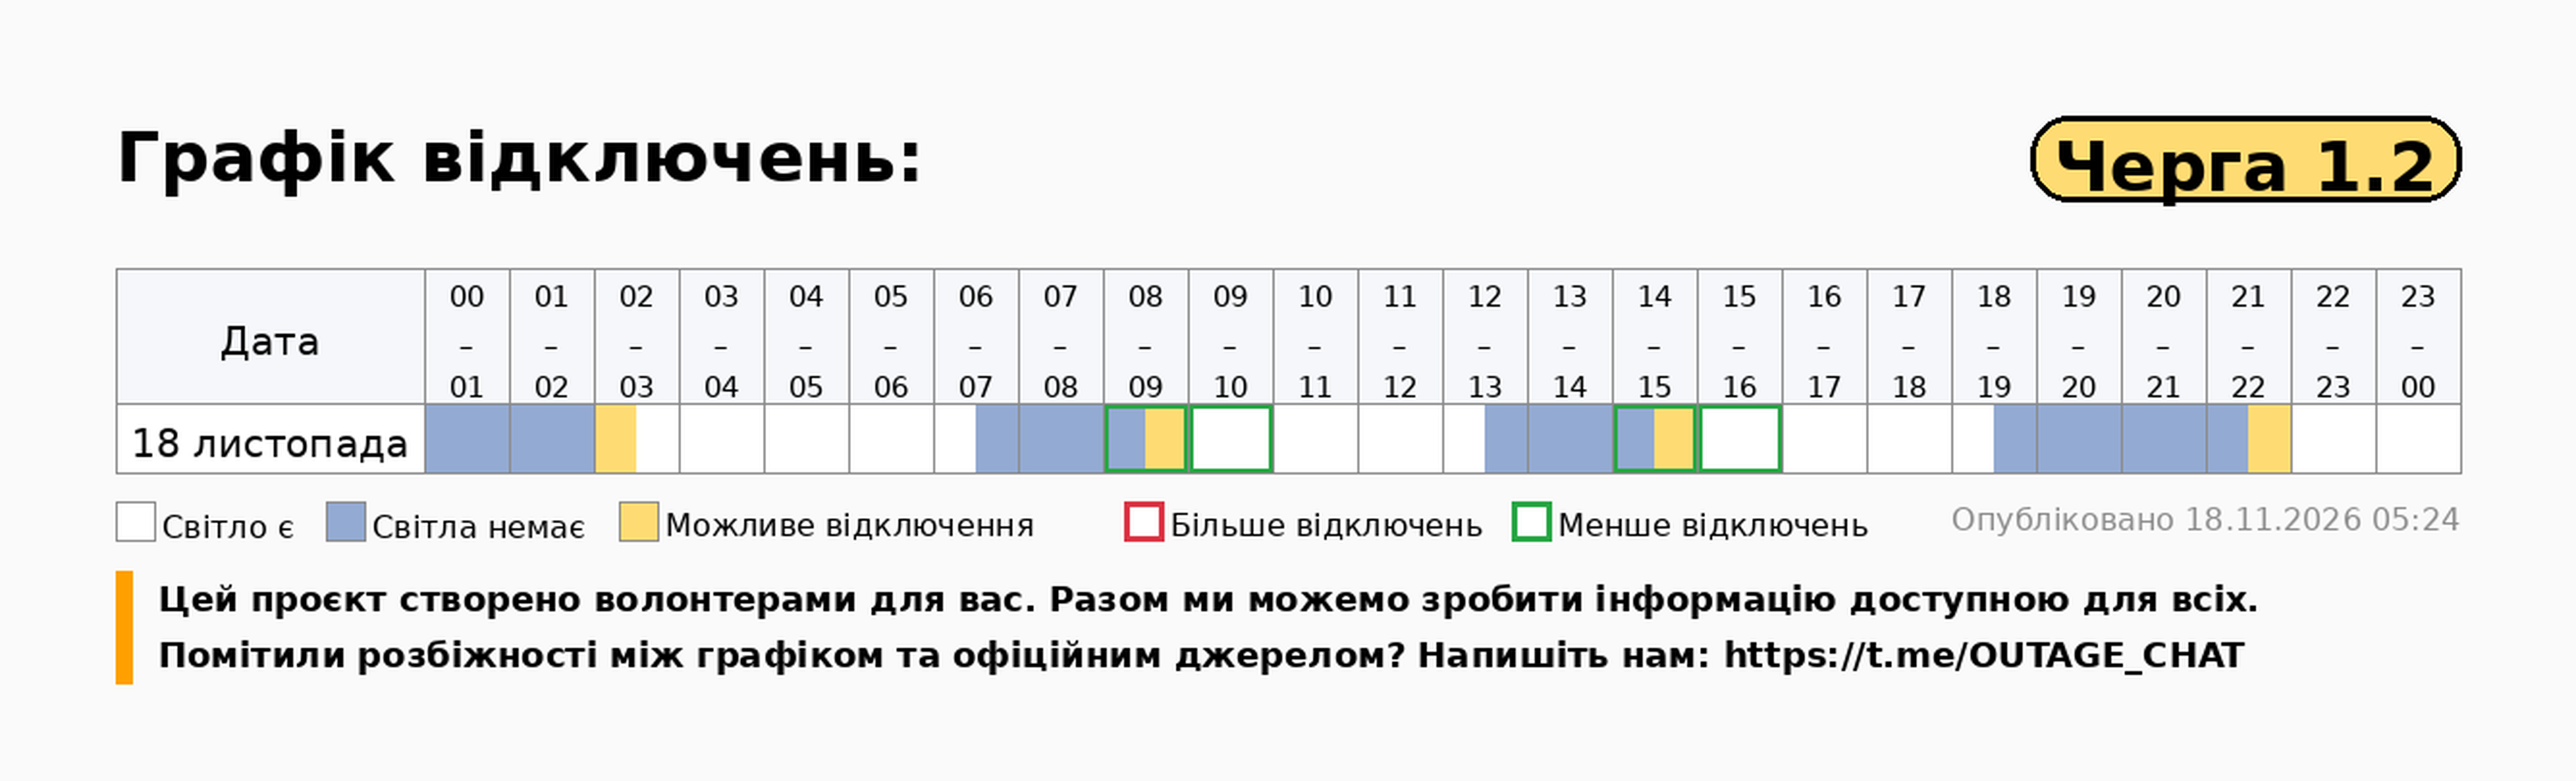 Графік відключень:
Черга 1.2
Дата 00 – 01 01 – 02 02 – 03 03 – 04 04 – 05 05 – 06 06 – 07 07 – 08 08 – 09 09 – 10 10 – 11 11 – 12 12 – 13 13 – 14 14 – 15 15 – 16 16 – 17 17 – 18 18 – 19 19 – 20 20 – 21 21 – 22 22 – 23 23 – 00
18 листопада
Світло є Світла немає Можливе відключення Більше відключень Менше відключень Опубліковано 18.11.2026 05:24
Цей проєкт створено волонтерами для вас. Разом ми можемо зробити інформацію доступною для всіх.
Помітили розбіжності між графіком та офіційним джерелом? Напишіть нам: https://t.me/OUTAGE_CHAT